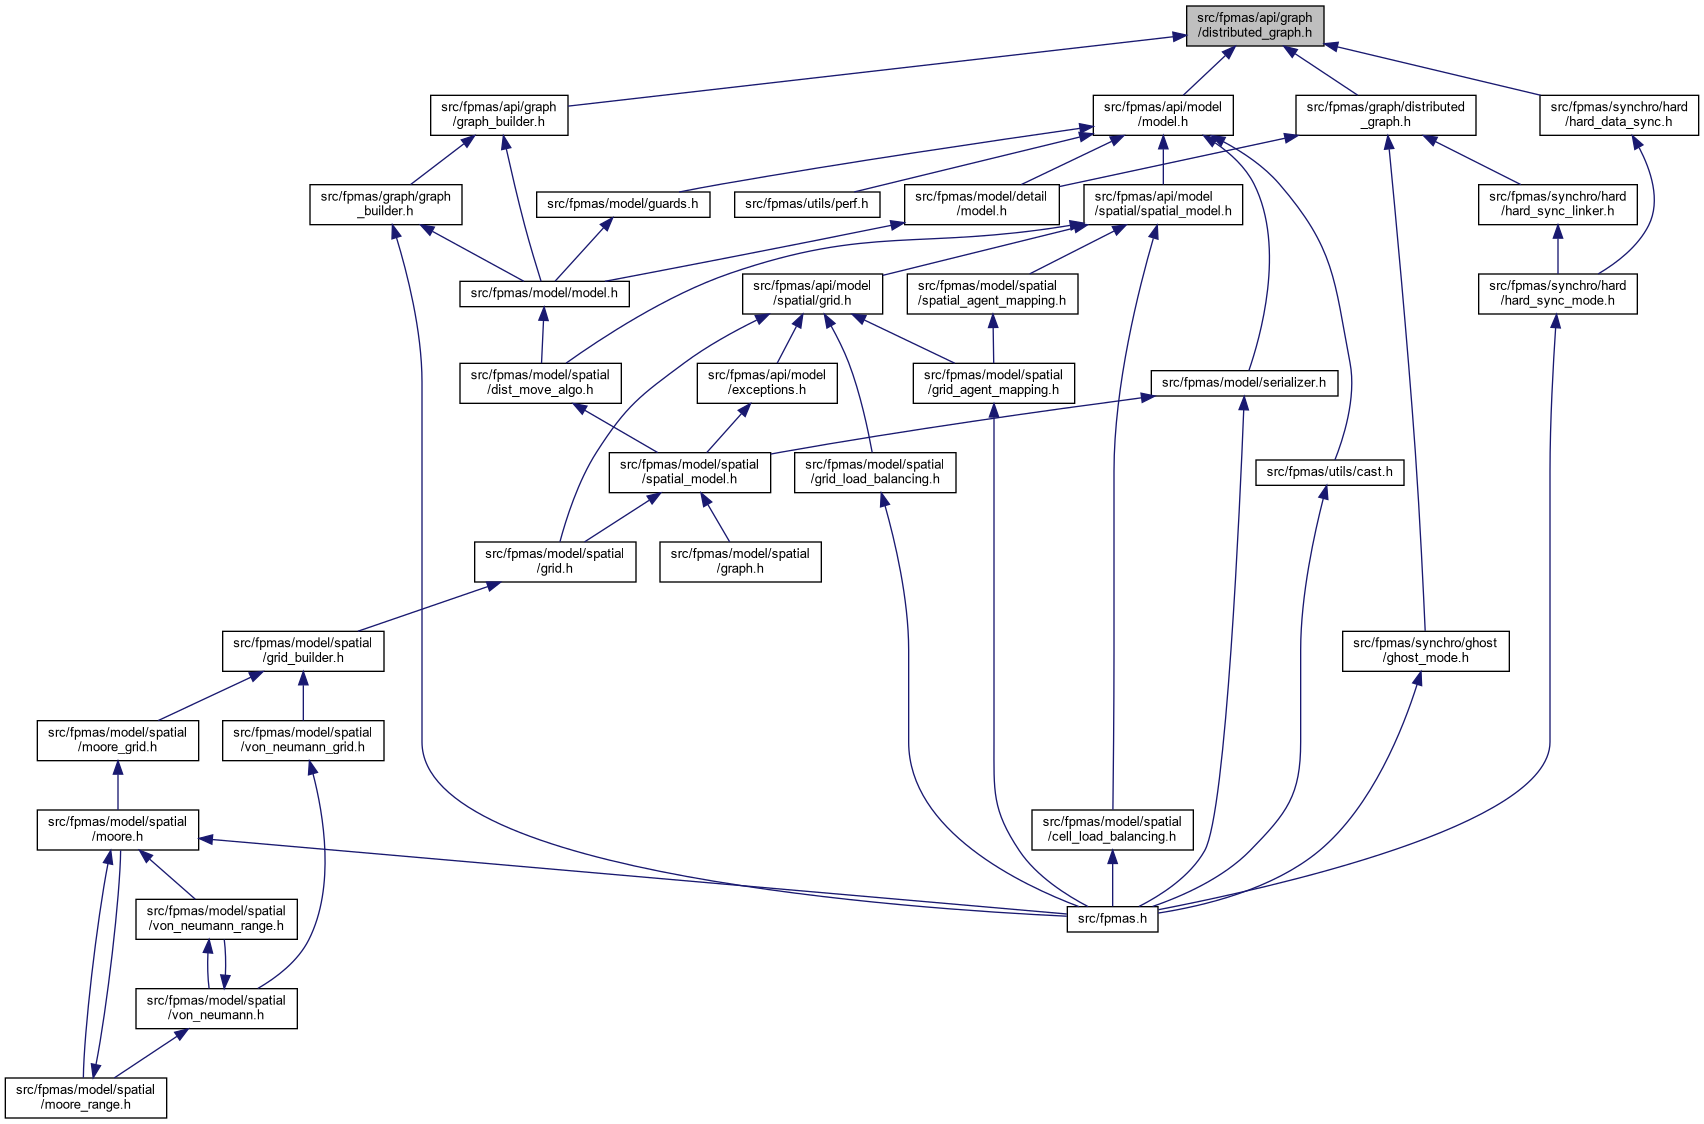 src/fpmas/api/graph
/distributed_graph.h
src/fpmas/api/graph
/graph_builder.h
src/fpmas/api/model
/model.h
src/fpmas/graph/distributed
_graph.h
src/fpmas/synchro/hard
/hard_data_sync.h
src/fpmas/graph/graph
_builder.h
src/fpmas/model/guards.h
src/fpmas/utils/perf.h
src/fpmas/model/detail
/model.h
src/fpmas/api/model
/spatial/spatial_model.h
src/fpmas/synchro/hard
/hard_sync_linker.h
src/fpmas/model/model.h
src/fpmas/api/model
/spatial/grid.h
src/fpmas/model/spatial
/spatial_agent_mapping.h
src/fpmas/synchro/hard
/hard_sync_mode.h
src/fpmas/model/spatial
/dist_move_algo.h
src/fpmas/api/model
/exceptions.h
src/fpmas/model/spatial
/grid_agent_mapping.h
src/fpmas/model/serializer.h
src/fpmas/model/spatial
/spatial_model.h
src/fpmas/model/spatial
/grid_load_balancing.h
src/fpmas/utils/cast.h
src/fpmas/model/spatial
/grid.h
src/fpmas/model/spatial
/graph.h
src/fpmas/model/spatial
/grid_builder.h
src/fpmas/synchro/ghost
/ghost_mode.h
src/fpmas/model/spatial
/moore_grid.h
src/fpmas/model/spatial
/von_neumann_grid.h
src/fpmas/model/spatial
/moore.h
src/fpmas/model/spatial
/cell_load_balancing.h
src/fpmas/model/spatial
/von_neumann_range.h
src/fpmas.h
src/fpmas/model/spatial
/von_neumann.h
src/fpmas/model/spatial
/moore_range.h